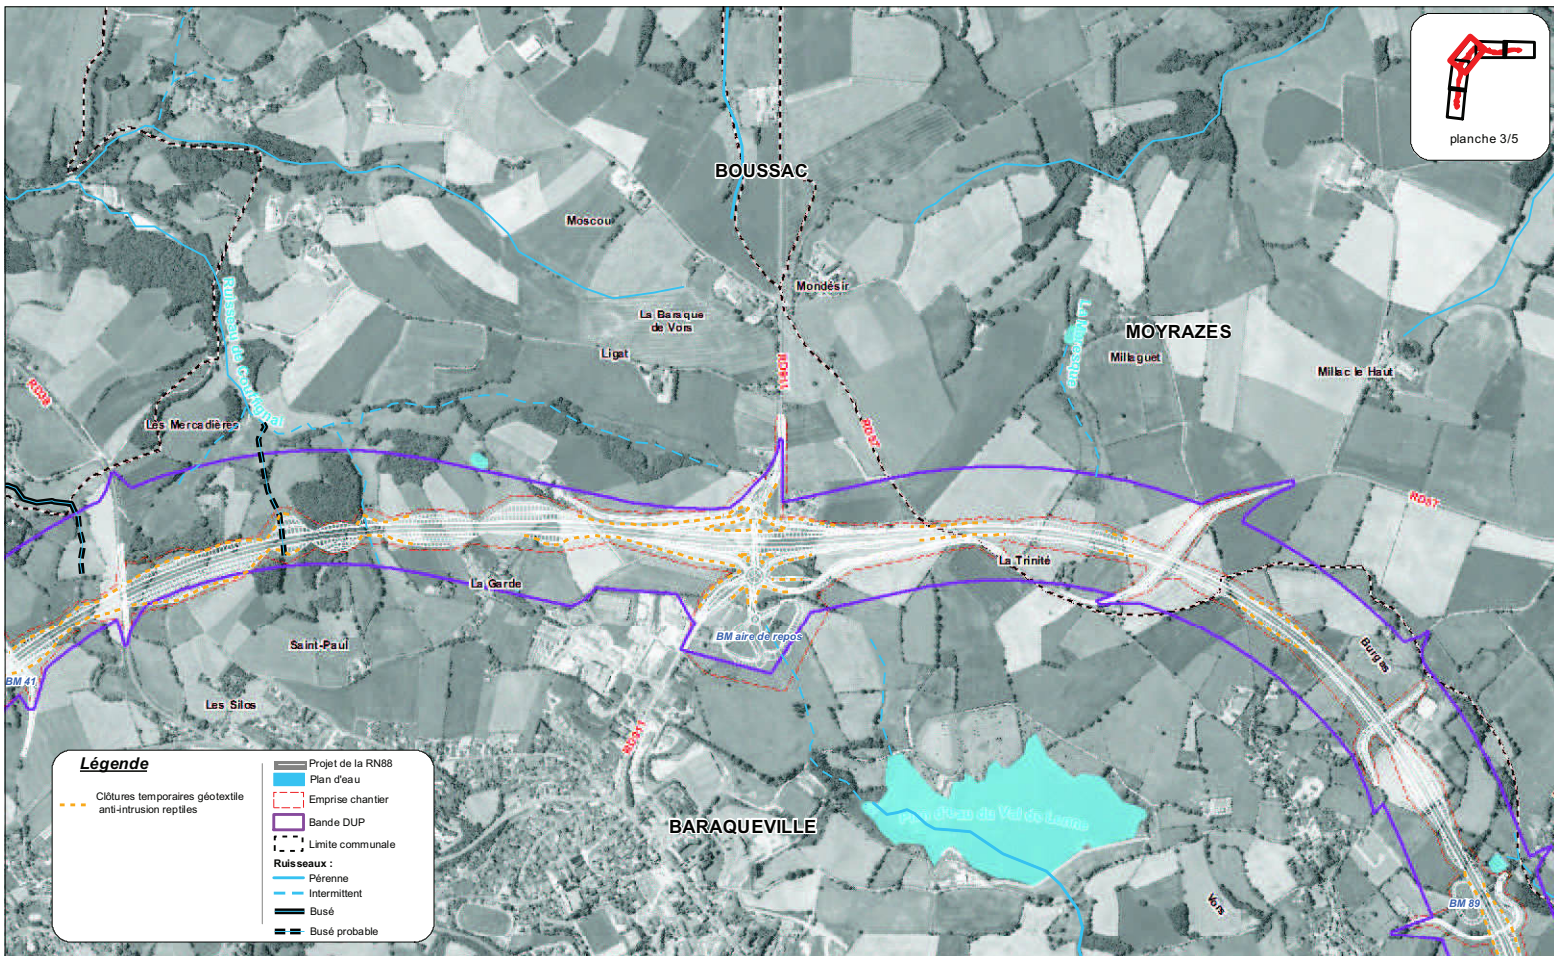 planche 3/5
BOUSSAC
Moscou
Mondésir
La Baraque
de Vors
Ligat
Ruisseau de Gourjignal
RD38
Les Mercadières
RD911
RD57
La Maresque
MOYRAZES
Millaguet
Millac le Haut
RD57
La Garde
La Trinité
BM aire de repos
Saint-Paul
Burgas
BM 41
Les Silos
RD911
Plan d'eau du Val de Lenne
BARAQUEVILLE
Vors
BM 89
Légende
Clôtures temporaires géotextile
anti-intrusion reptiles
Projet de la RN88
Plan d'eau
Emprise chantier
Bande DUP
Limite communale
Ruisseaux :
Pérenne
Intermittent
Busé
Busé probable